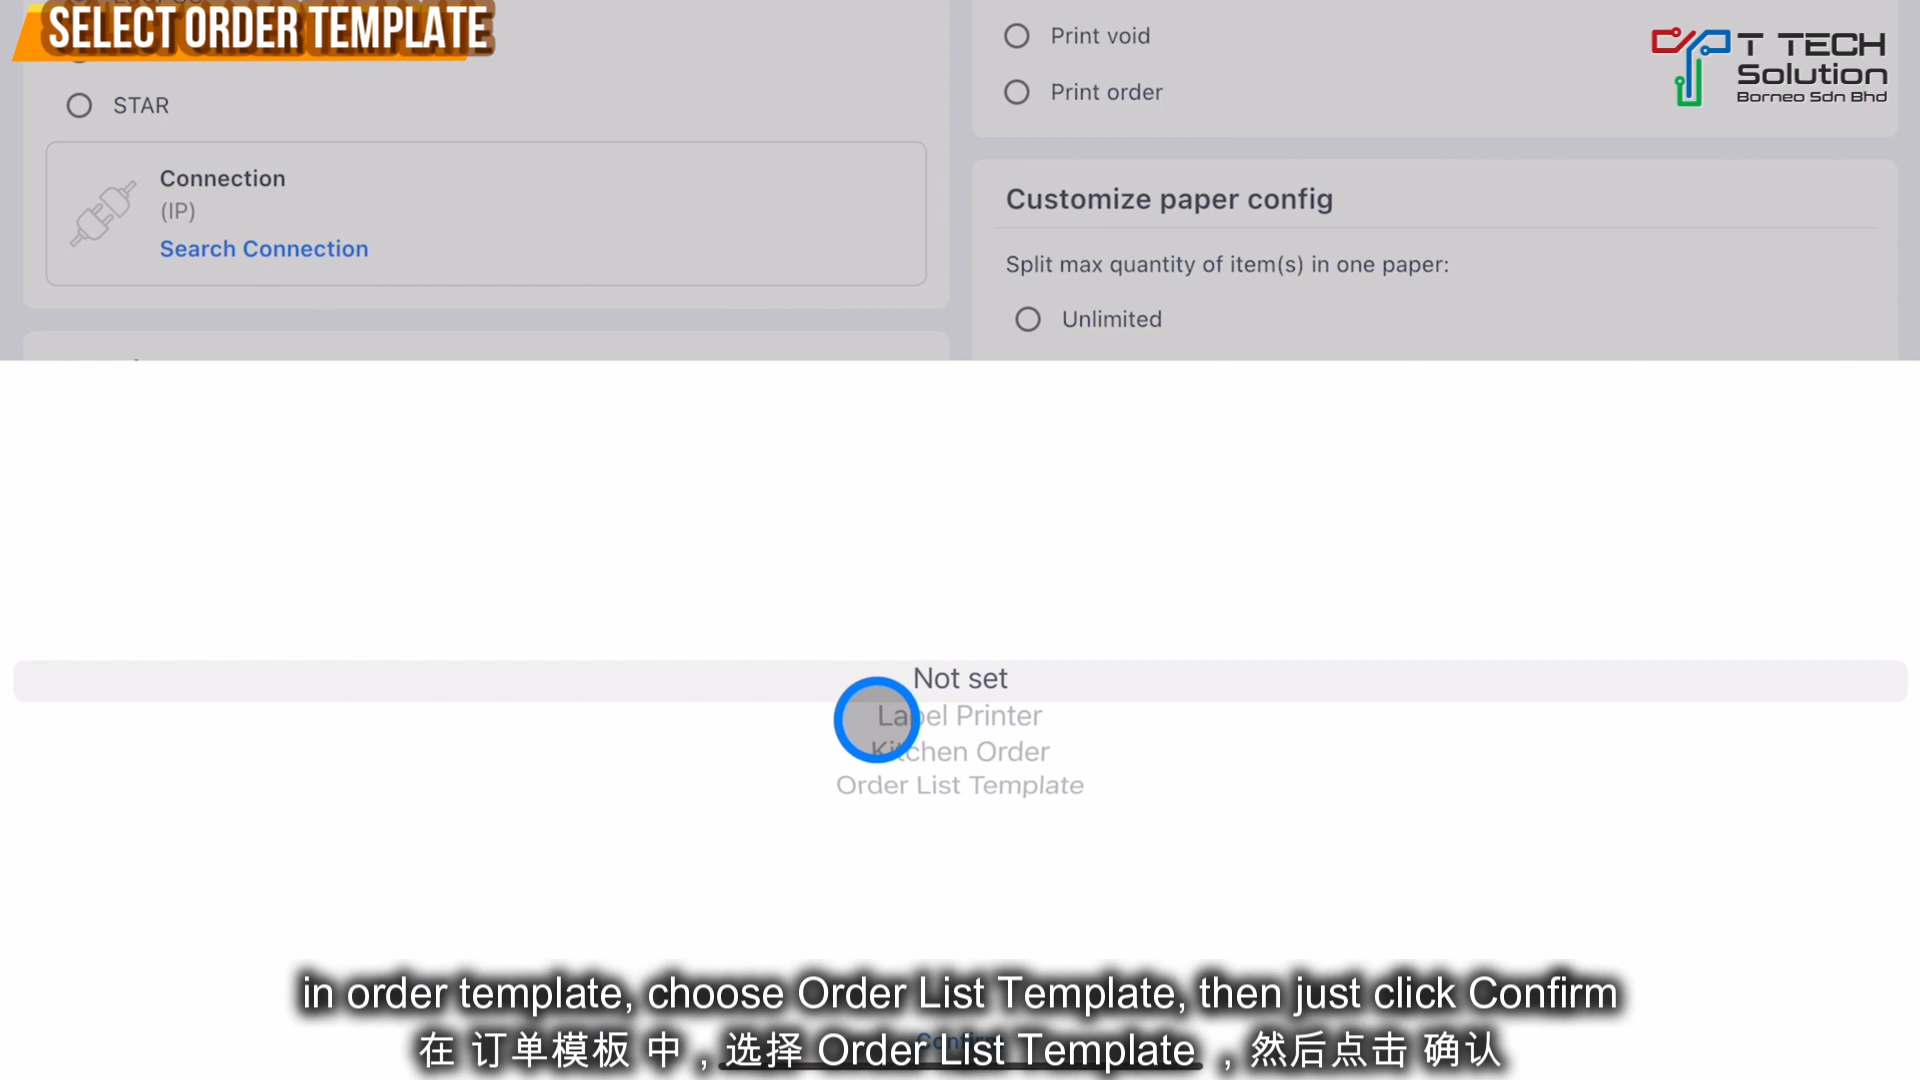 SELECT ORDER TEMPLATE
STAR
Connection
(IP)
Search Connection
Print void
Print order
T TECH
Solution
Borneo Sdn Bhd
Customize paper config
Split max quantity of item(s) in one paper:
Unlimited
Not set
Label Printer
Kitchen Order
Order List Template
in order template, choose Order List Template, then just click Confirm
在 订单模板 中 , 选择 Order List Template , 然后点击 确认